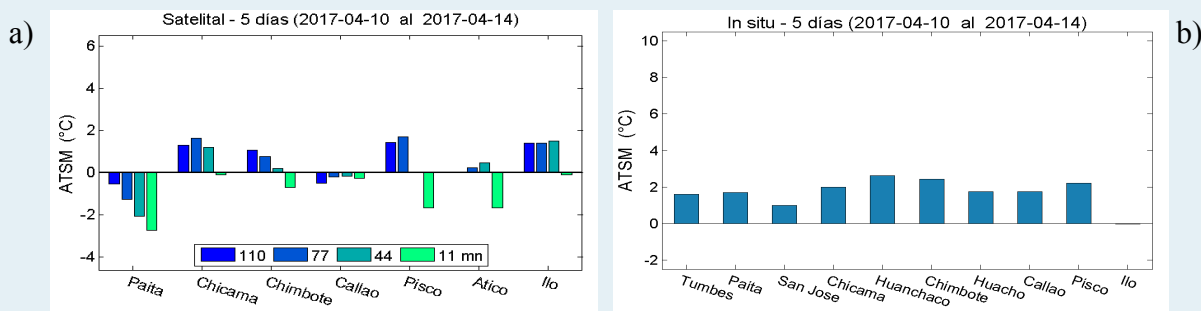 a)
Satelital - 5 días (2017-04-10 al 2017-04-14)
ATSM (°C)
6
4
2
0
-2
-4
110 77 44 11 mn
Paita Chicama Chimbote Callao Pisco Atico Ilo
b)
In situ - 5 días (2017-04-10 al 2017-04-14)
ATSM (°C)
10
8
6
4
2
0
-2
Tumbes Paita San Jose Chicama Huanchaco Chimbote Huacho Callao Pisco Ilo